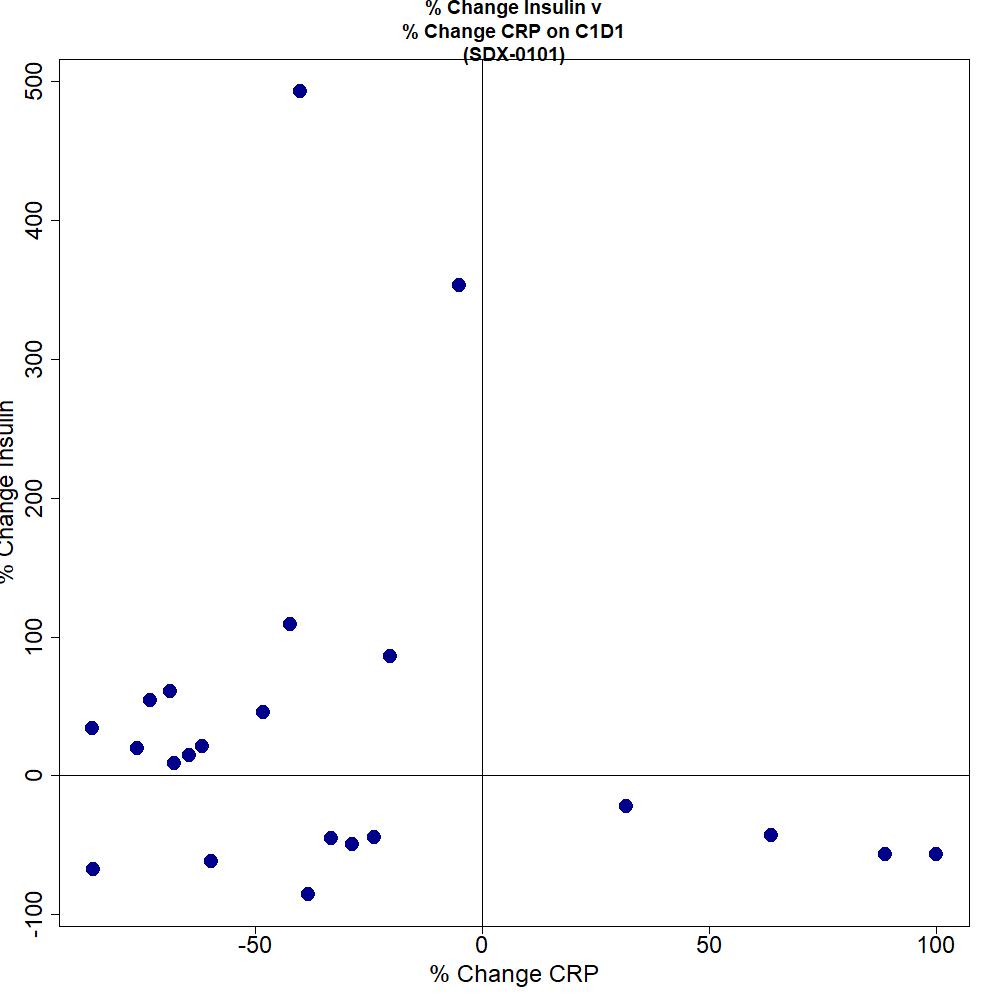 % Change Insulin v
% Change CRP on C1D1
(SDX-0101)
% Change Insulin
500
400
300
200
100
0
-100
-50
0
50
100
% Change CRP